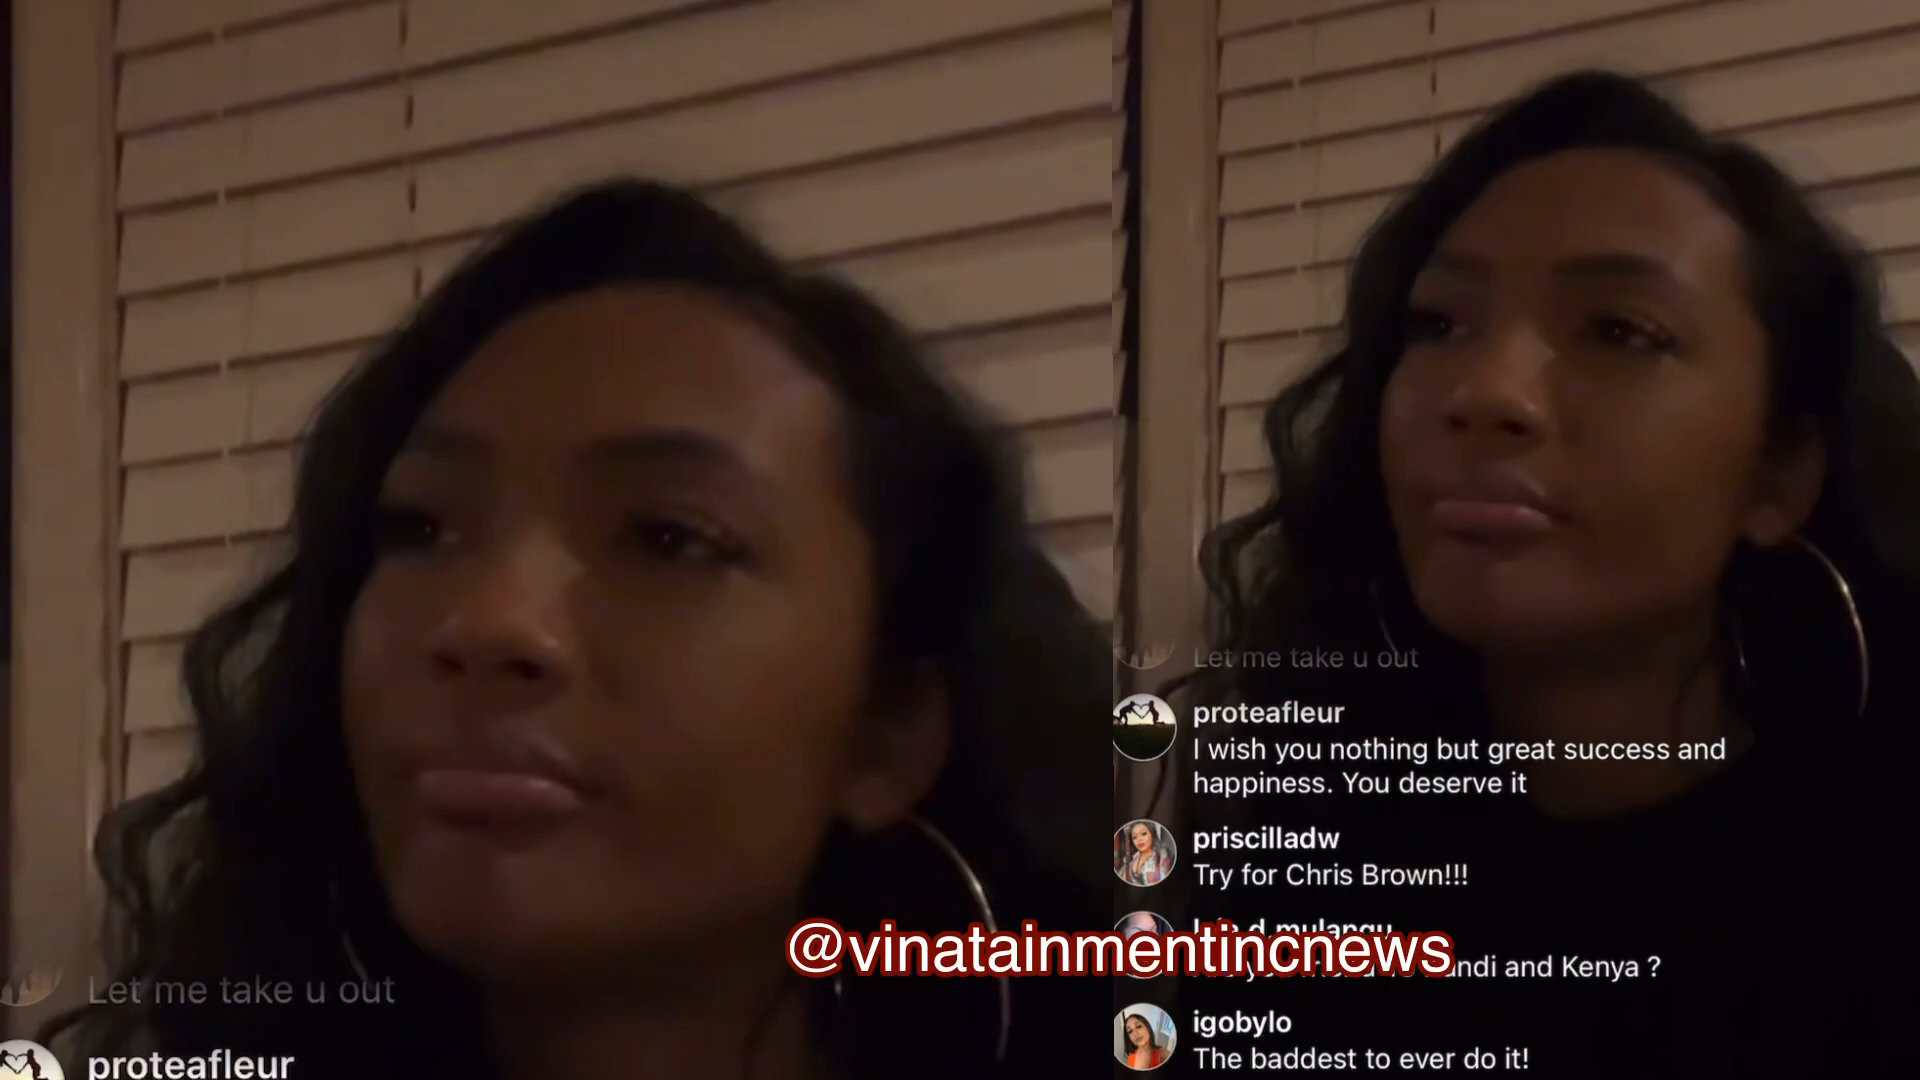 Let me take u out
proteafleur
Let me take u out
proteafleur
I wish you nothing but great success and
happiness. You deserve it
priscilladw
Try for Chris Brown!!!
@vinatainmentincnews
and Kenya ?
igobylo
The baddest to ever do it!